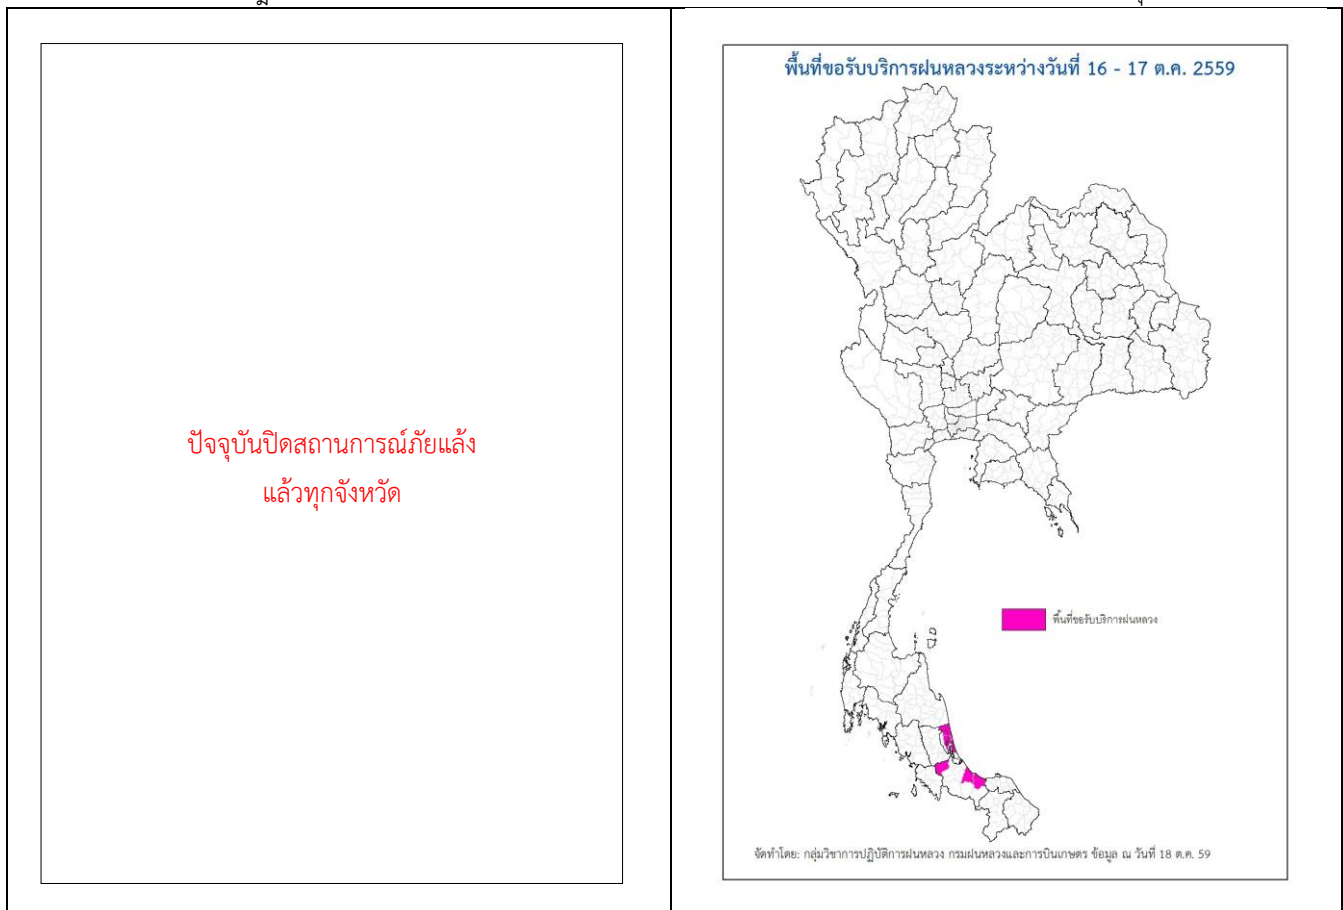 ปัจจุบันปิดสถานการณ์ภัยแล้ง
แล้วทุกจังหวัด
พื้นที่ขอรับบริการฝนหลวงระหว่างวันที่ 16 - 17 ต.ค. 2559
พื้นที่ขอรับบริการฝนหลวง
จัดทำโดย: กลุ่มวิชาการปฏิบัติการฝนหลวง กรมฝนหลวงและการบินเกษตร ข้อมูล ณ วันที่ 18 ต.ค. 59